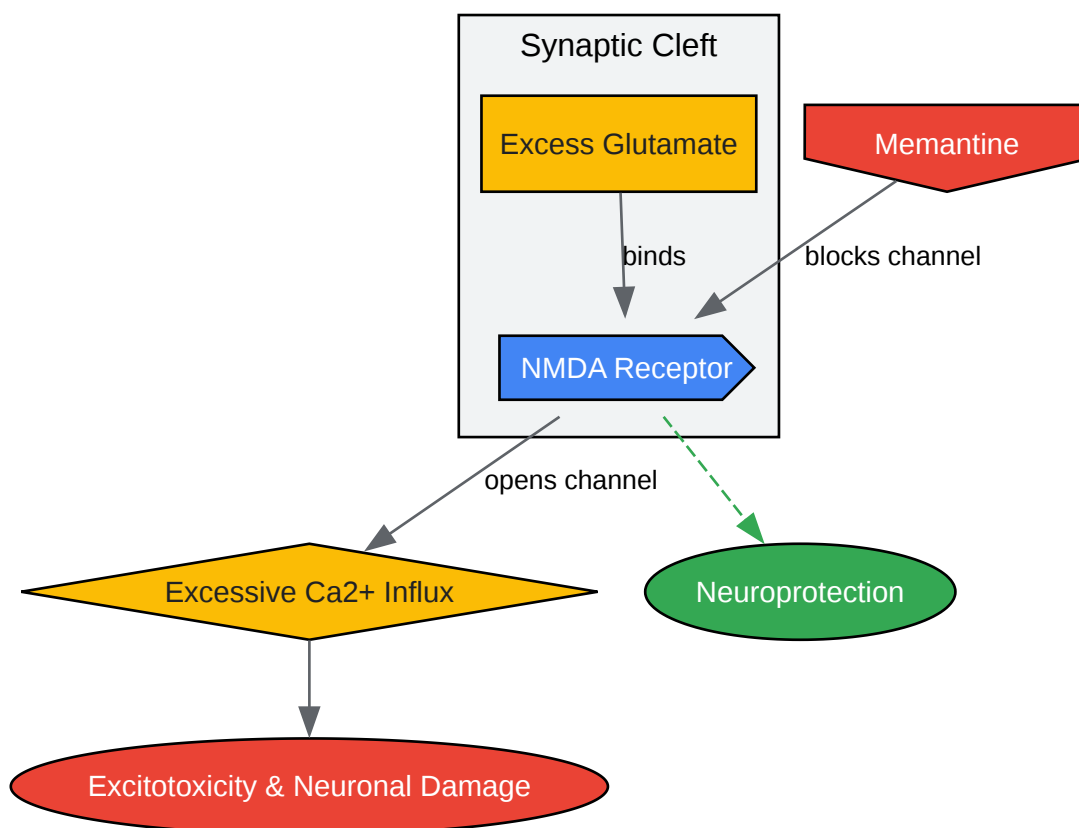 Synaptic Cleft
Excess Glutamate
Memantine
binds
blocks channel
NMDA Receptor
opens channel
Excessive Ca2+ Influx
Neuroprotection
Excitotoxicity & Neuronal Damage